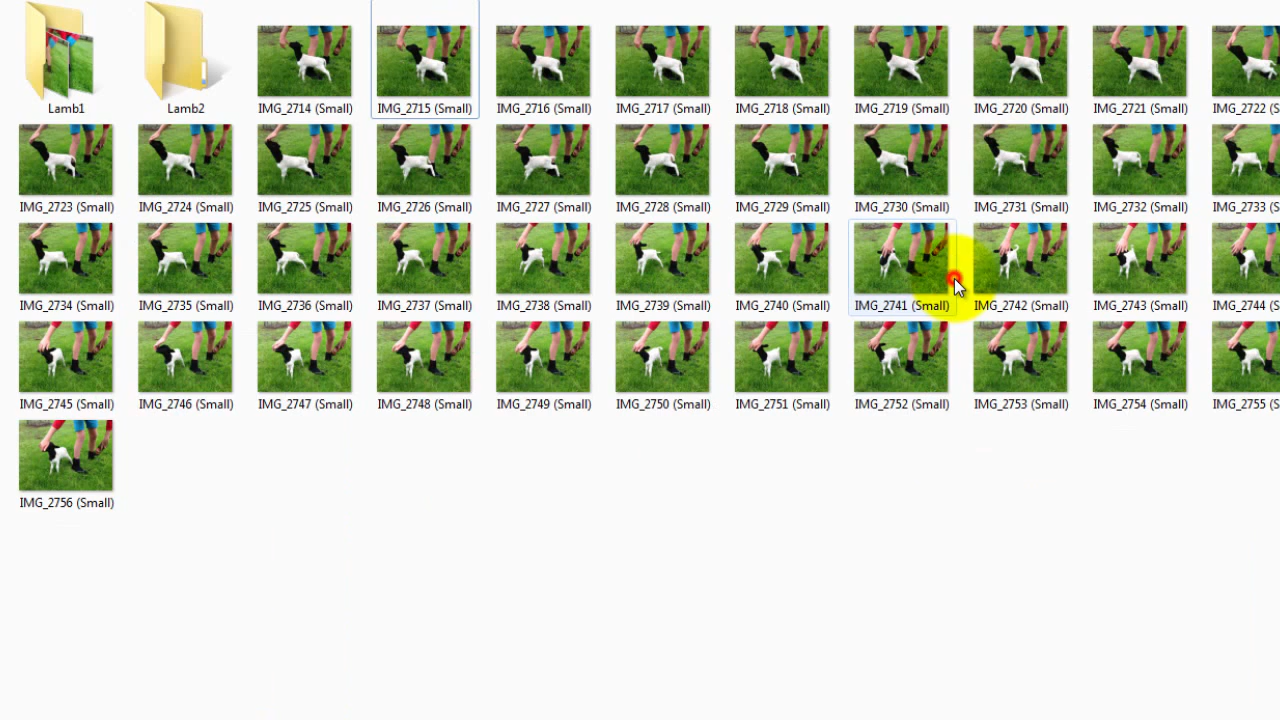 Lamb1 Lamb2 IMG_2714 (Small) IMG_2715 (Small) IMG_2716 (Small) IMG_2717 (Small) IMG_2718 (Small) IMG_2719 (Small) IMG_2720 (Small) IMG_2721 (Small) IMG_2722 (S
IMG_2723 (Small) IMG_2724 (Small) IMG_2725 (Small) IMG_2726 (Small) IMG_2727 (Small) IMG_2728 (Small) IMG_2729 (Small) IMG_2730 (Small) IMG_2731 (Small) IMG_2732 (Small) IMG_2733 (S
IMG_2734 (Small) IMG_2735 (Small) IMG_2736 (Small) IMG_2737 (Small) IMG_2738 (Small) IMG_2739 (Small) IMG_2740 (Small) IMG_2741 (Small) IMG_2742 (Small) IMG_2743 (Small) IMG_2744 (S
IMG_2745 (Small) IMG_2746 (Small) IMG_2747 (Small) IMG_2748 (Small) IMG_2749 (Small) IMG_2750 (Small) IMG_2751 (Small) IMG_2752 (Small) IMG_2753 (Small) IMG_2754 (Small) IMG_2755 (S
IMG_2756 (Small)